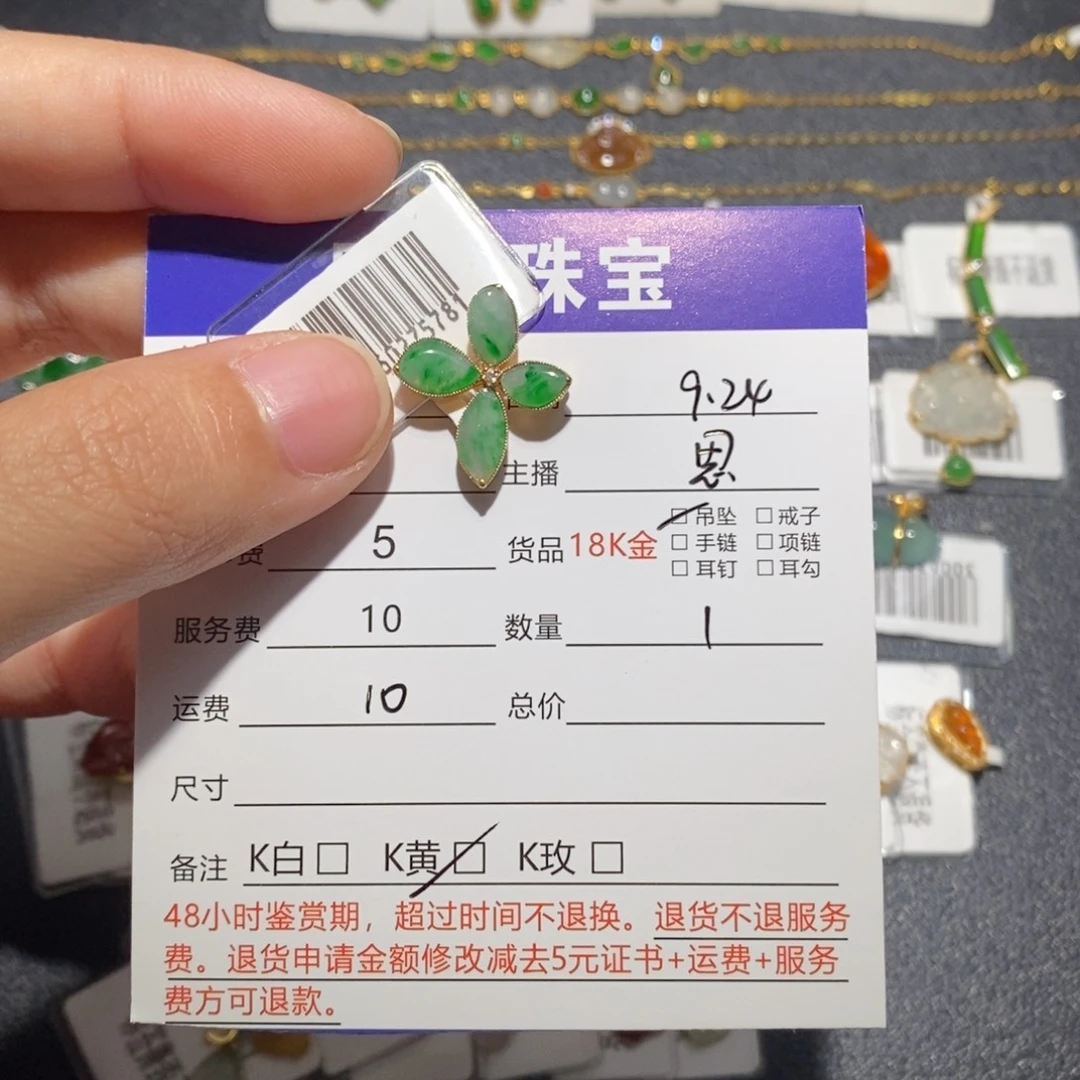 珠宝
9.24
主播 思
费 5 货品 18K金 □ 吊坠 □ 戒子
□ 手链 □ 项链
□ 耳钉 □ 耳勾
服务费 10 数量 1
运费 10 总价
尺寸
备注 K白 □ K黄 □ K玫 □
48小时鉴赏期，超过时间不退换。退货不退服务
费。退货申请金额修改减去5元证书+运费+服务
费方可退款。